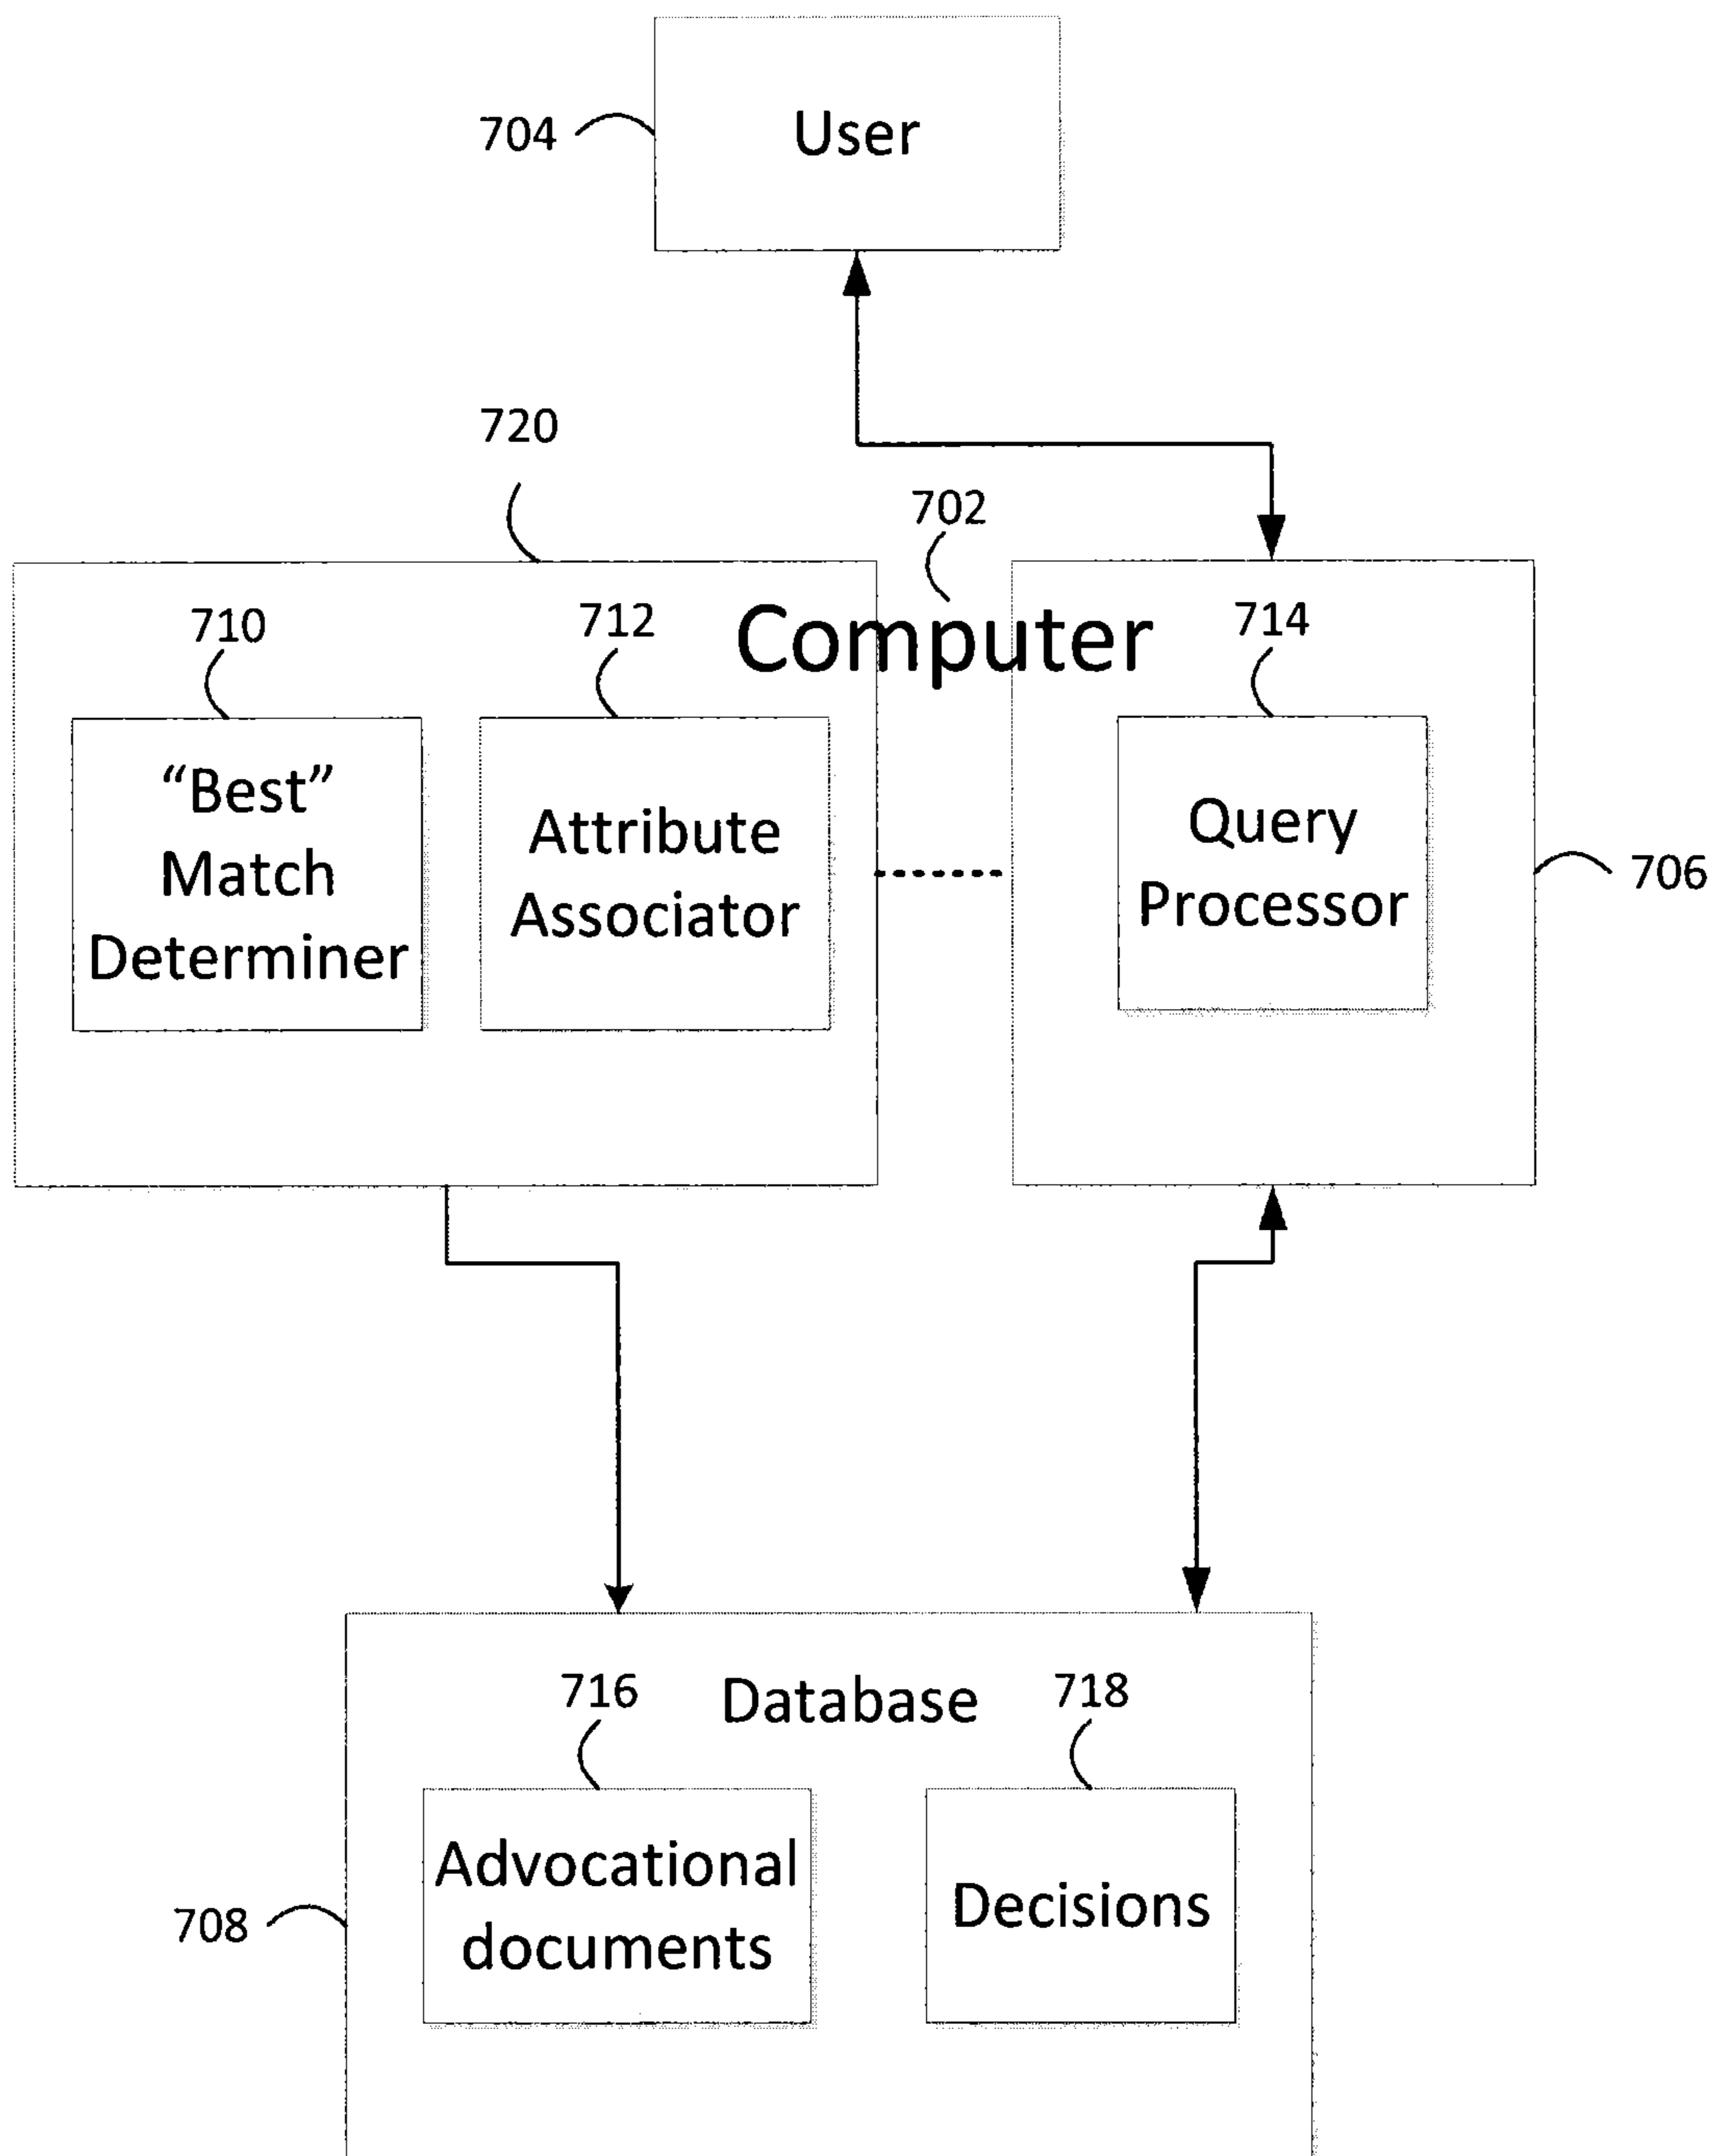 704
User
720
702
Computer
710
712
714
“Best”
Match
Determiner
Attribute
Associator
Query
Processor
706
716
Database
718
Advocational
documents
Decisions
708